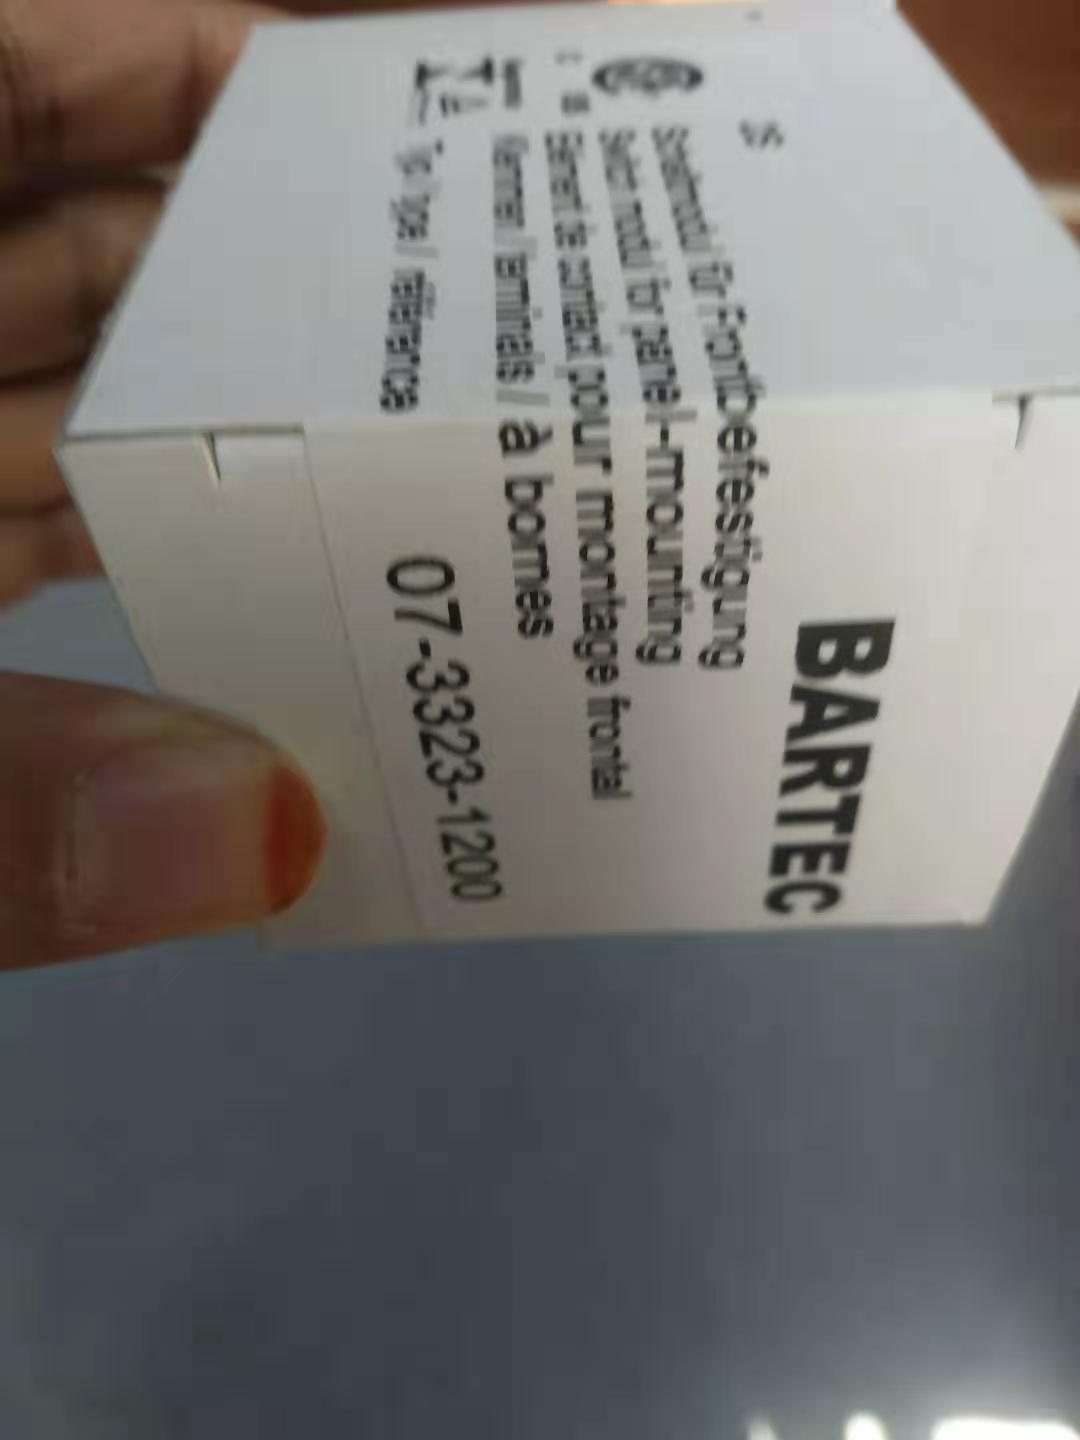 BARTEC
Schaltmodul für Frontbefestigung
Switch modul for panel-mounting
Elément de contact pour montage frontal
Klemmen / terminals / à bornes
Typ / type / référence 07-3323-1200